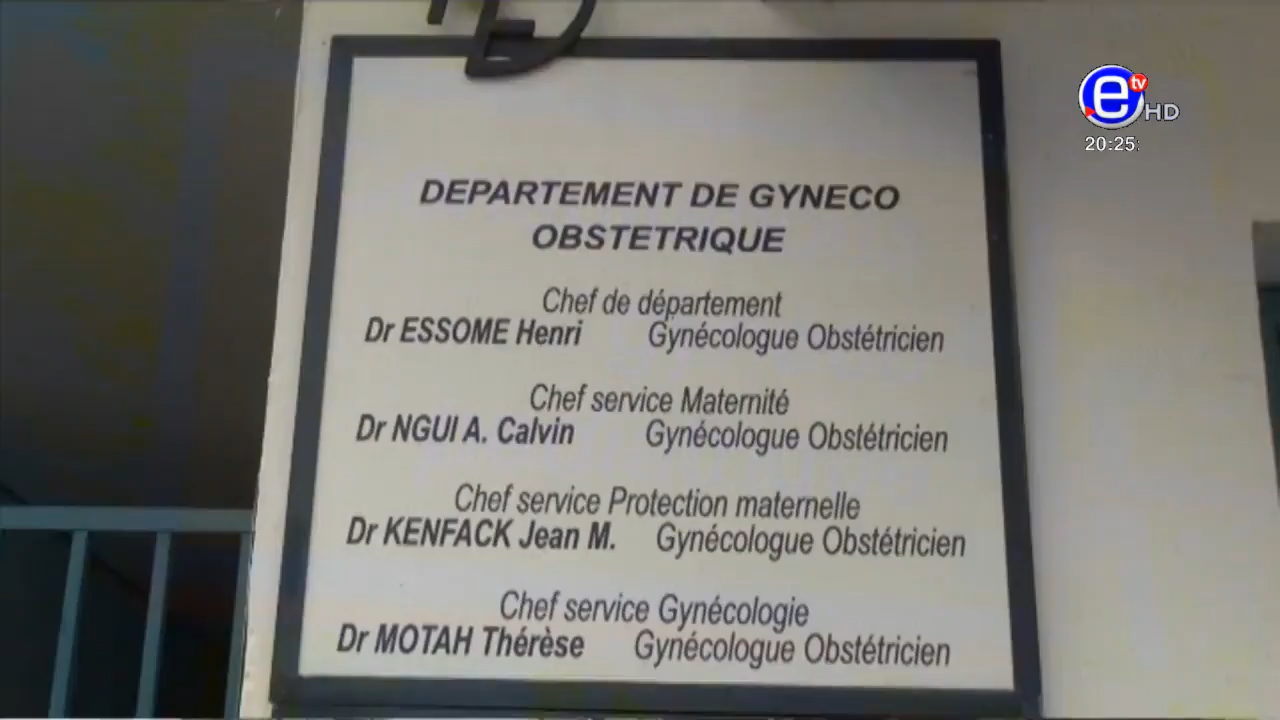 D
e tv HD
20:25
DEPARTEMENT DE GYNECO
OBSTETRIQUE
Chef de département
Dr ESSOME Henri Gynécologue Obstétricien
Chef service Maternité
Dr NGUI A. Calvin Gynécologue Obstétricien
Chef service Protection maternelle
Dr KENFACK Jean M. Gynécologue Obstétricien
Chef service Gynécologie
Dr MOTAH Thérèse Gynécologue Obstétricien